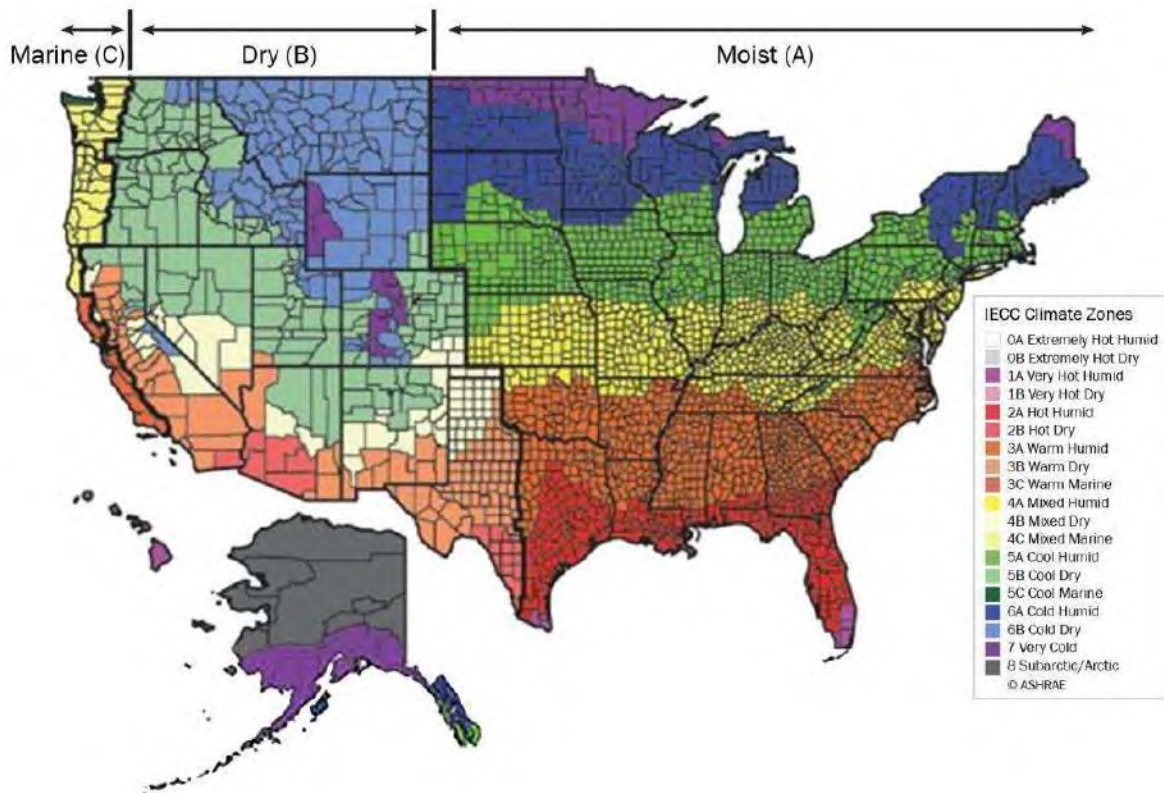 Marine (C)
Dry (B)
Moist (A)
IECC Climate Zones
0A Extremely Hot Humid
0B Extremely Hot Dry
1A Very Hot Humid
1B Very Hot Dry
2A Hot Humid
2B Hot Dry
3A Warm Humid
3B Warm Dry
3C Warm Marine
4A Mixed Humid
4B Mixed Dry
4C Mixed Marine
5A Cool Humid
5B Cool Dry
5C Cool Marine
6A Cold Humid
6B Cold Dry
7 Very Cold
8 Subarctic/Arctic
© ASHRAE